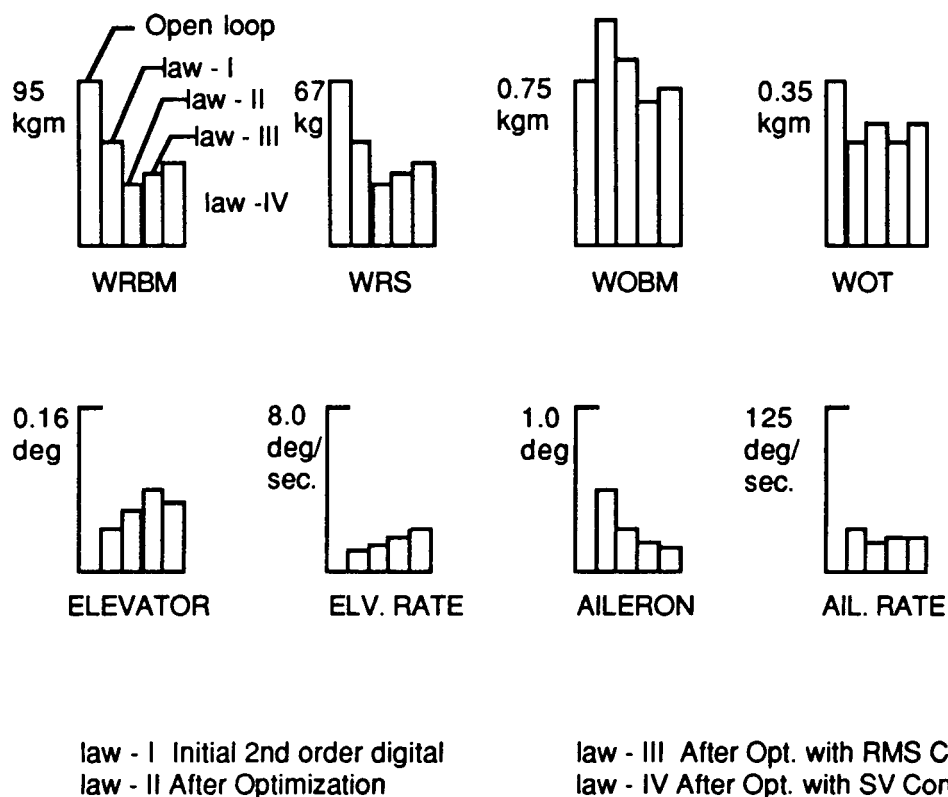 Open loop
law - I
law - II
law - III
law -IV
95
kgm
WRBM
67
kg
WRS
0.75
kgm
WOBM
0.35
kgm
WOT
0.16
deg
ELEVATOR
8.0
deg/
sec.
ELV. RATE
1.0
deg
AILERON
125
deg/
sec.
AIL. RATE
law - I Initial 2nd order digital
law - II After Optimization
law - III After Opt. with RMS C
law - IV After Opt. with SV Con